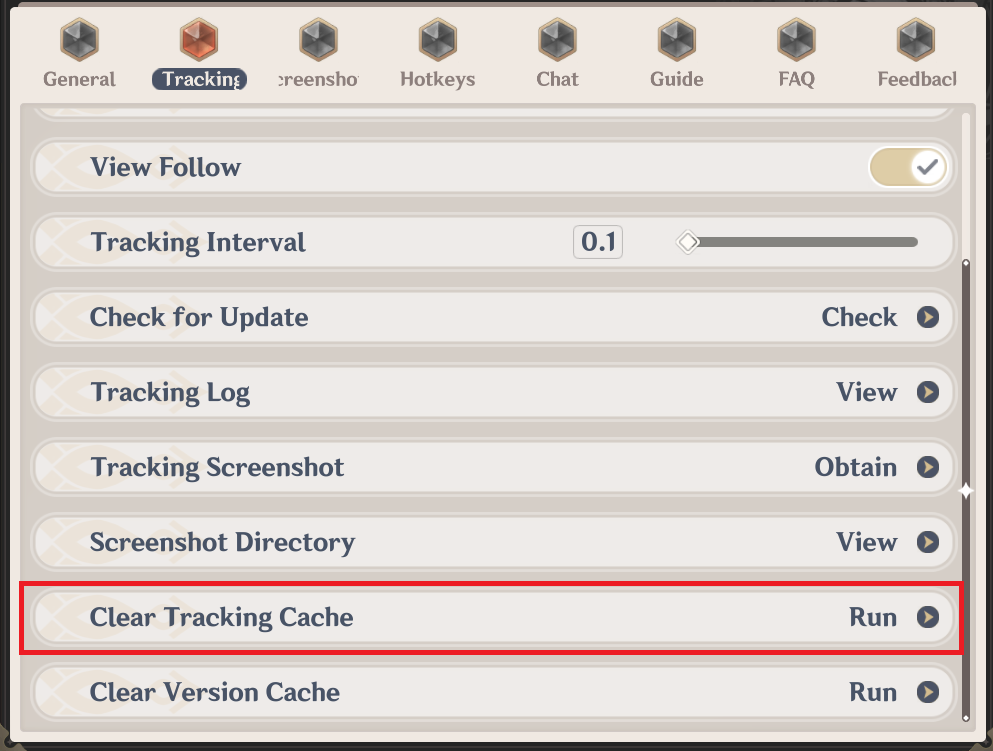 General Tracking creensho Hotkeys Chat Guide FAQ Feedbacl
View Follow
Tracking Interval 0.1
Check for Update Check
Tracking Log View
Tracking Screenshot Obtain
Screenshot Directory View
Clear Tracking Cache Run
Clear Version Cache Run